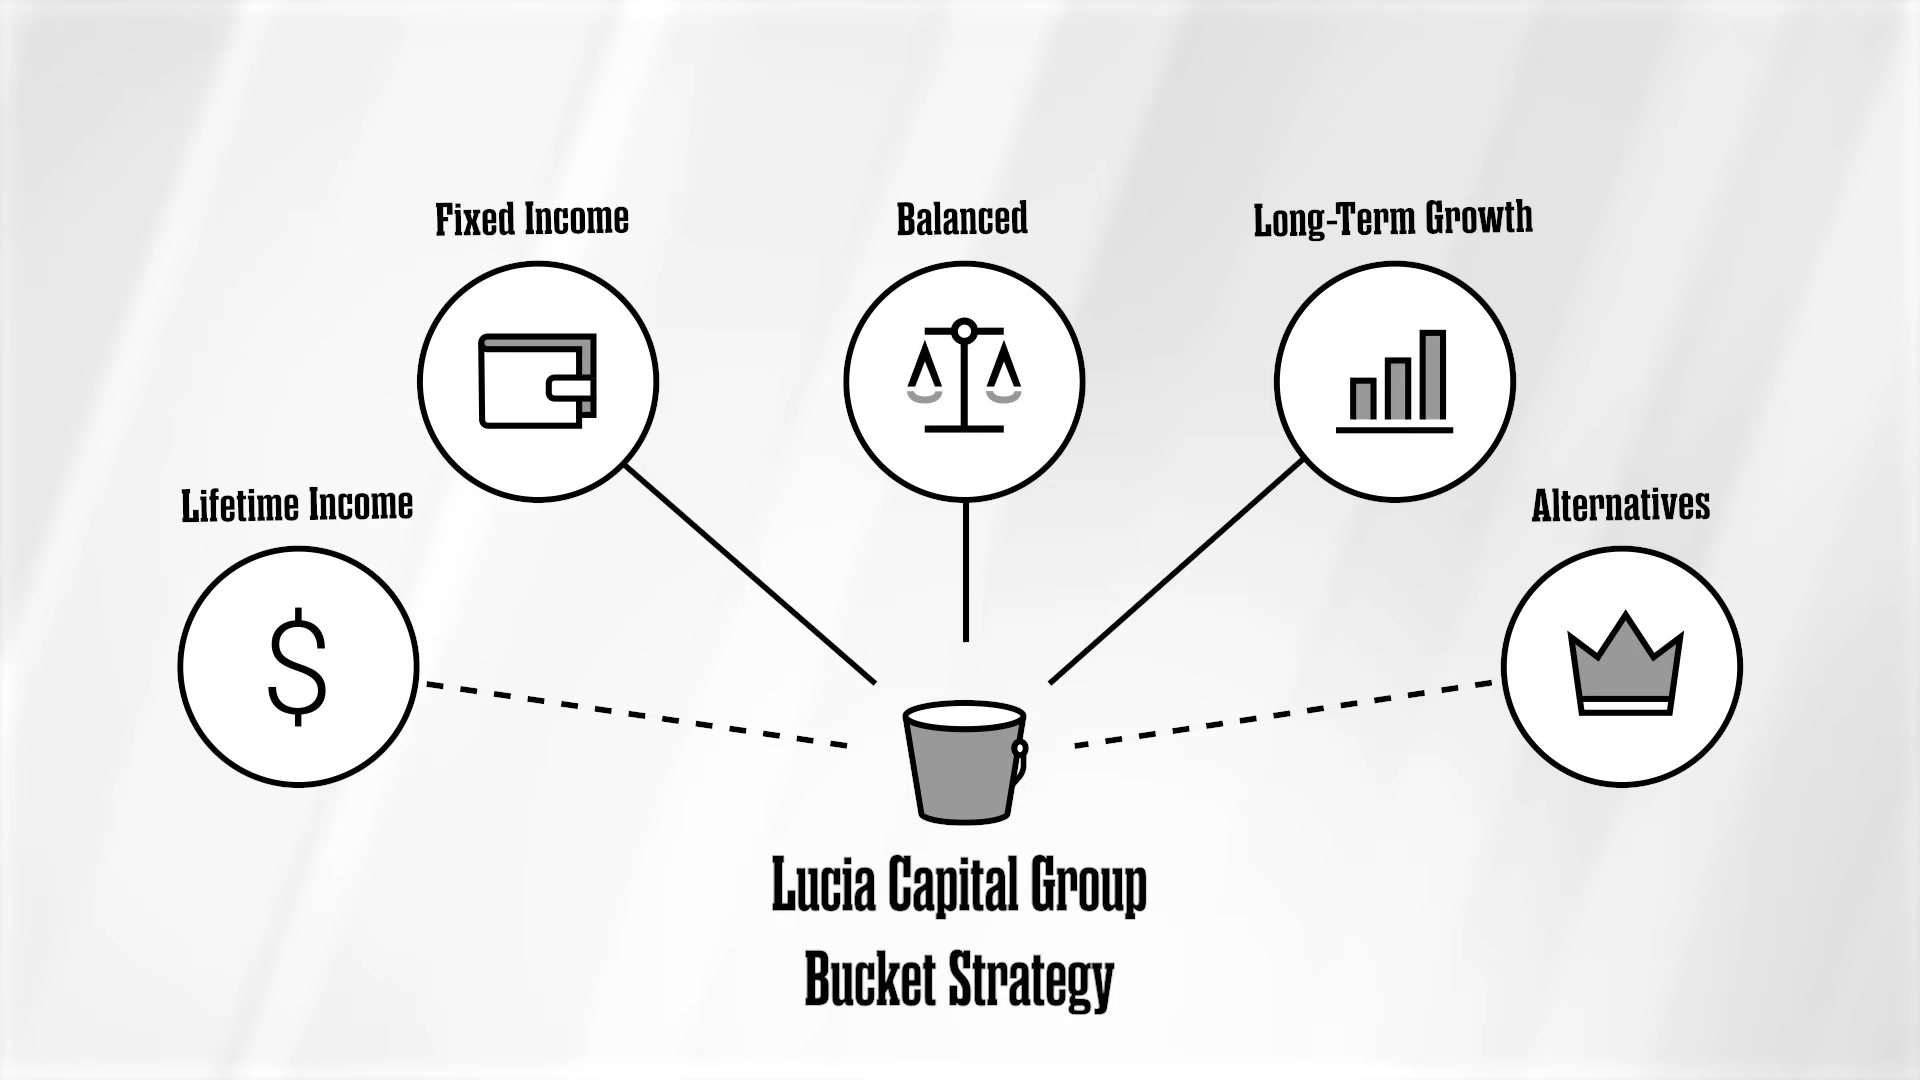 Fixed Income
Balanced
Long-Term Growth
Lifetime Income
Alternatives
$
Lucia Capital Group
Bucket Strategy